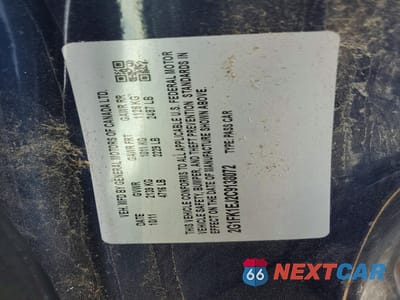 VEH. MFD BY GENERAL MOTORS OF CANADA LTD.
DATE GVWR GAWR FRT GAWR RR
10/11 2139 KG 1011 KG 1128 KG
4716 LB 2229 LB 2487 LB
THIS VEHICLE CONFORMS TO ALL APPLICABLE U.S. FEDERAL MOTOR
VEHICLE SAFETY, BUMPER, AND THEFT PREVENTION STANDARDS IN
EFFECT ON THE DATE OF MANUFACTURE SHOWN ABOVE.
2G1FK1EJ2C9138072 TYPE: PASS CAR
66 NEXTCAR